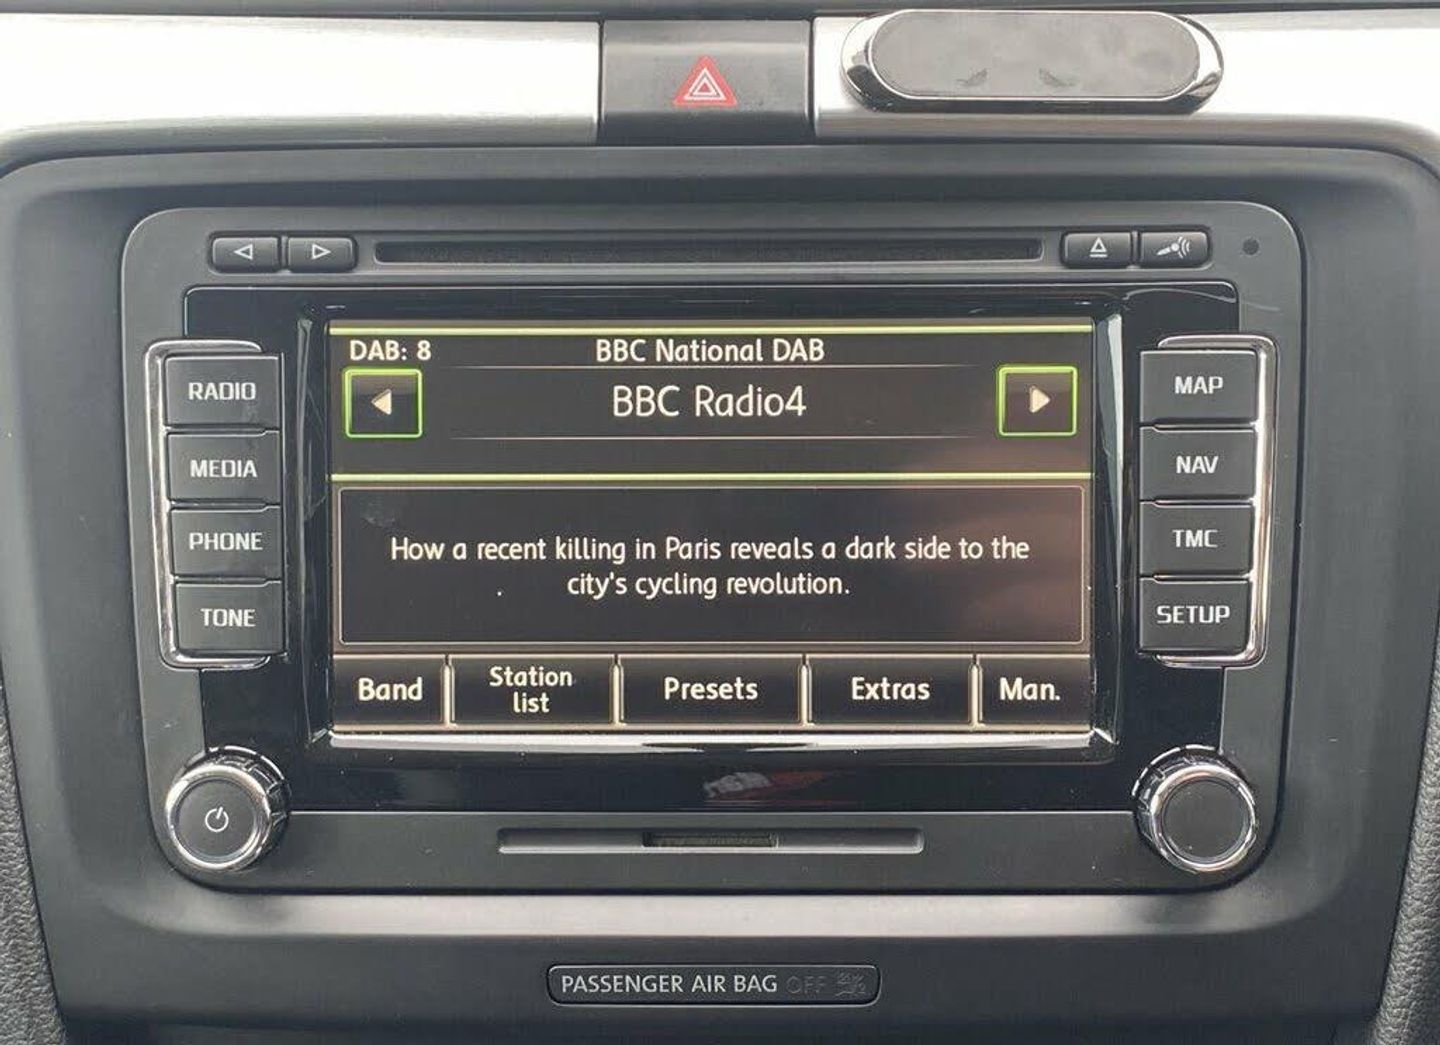 DAB: 8
BBC National DAB
BBC Radio4
RADIO
MEDIA
PHONE
TONE
How a recent killing in Paris reveals a dark side to the
city's cycling revolution.
Band
Station
list
Presets
Extras
Man.
MAP
NAV
TMC
SETUP
PASSENGER AIR BAG OFF